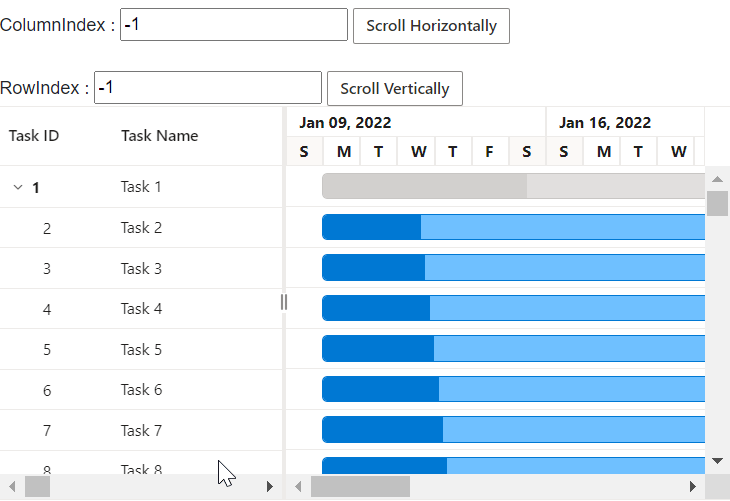 ColumnIndex : -1 Scroll Horizontally
RowIndex : -1 Scroll Vertically
Task ID Task Name Jan 09, 2022 Jan 16, 2022
S M T W T F S S M T W
1 Task 1
2 Task 2
3 Task 3
4 Task 4
5 Task 5
6 Task 6
7 Task 7
8 Task 8